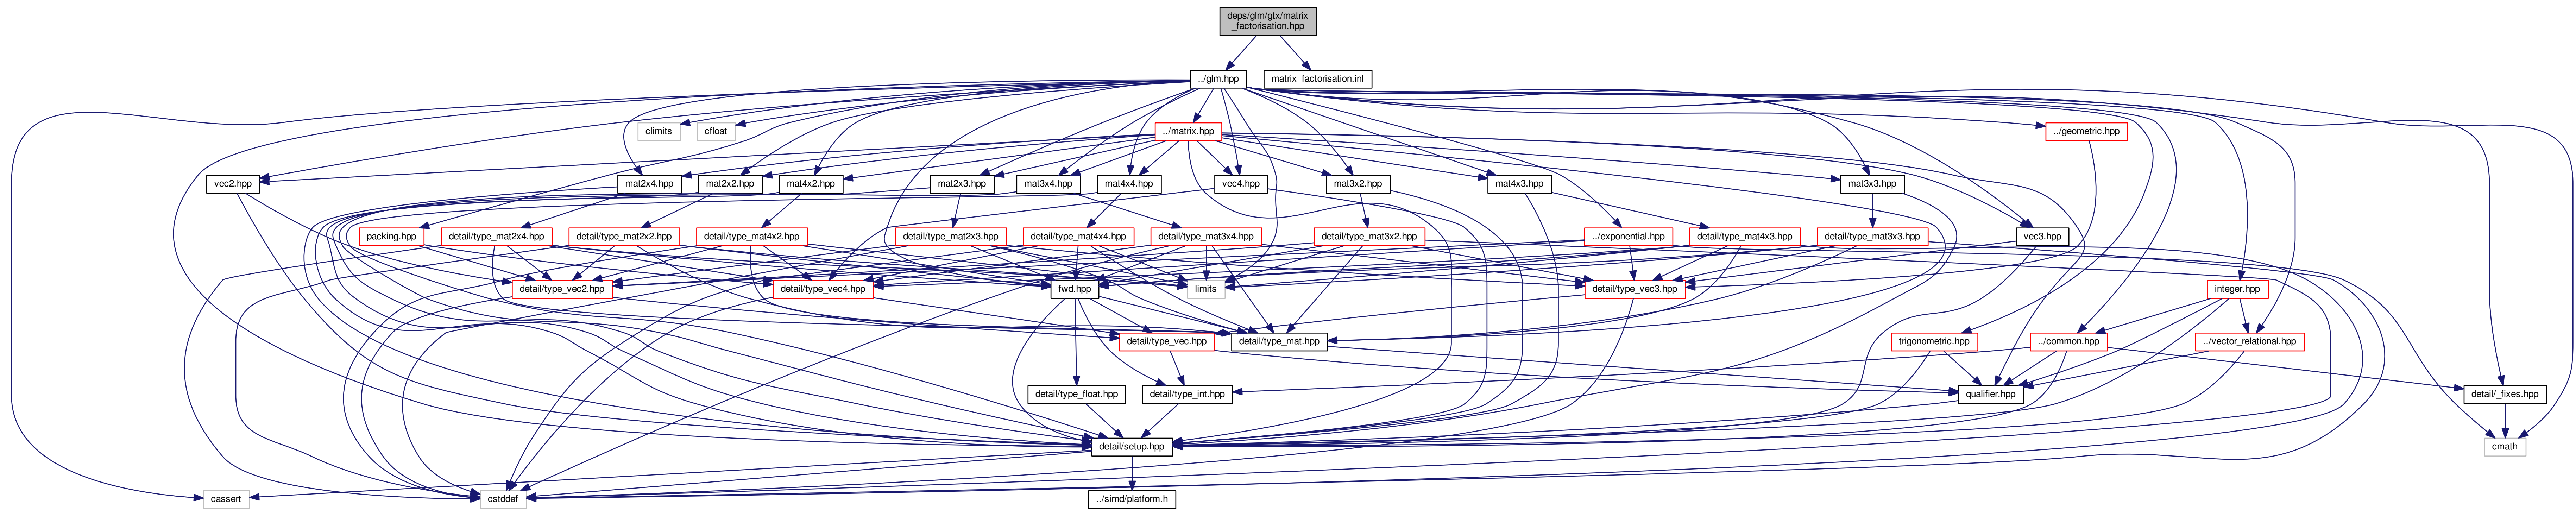 deps/glm/gtx/matrix
_factorisation.hpp
../glm.hpp
matrix_factorisation.inl
climits
cfloat
../matrix.hpp
../geometric.hpp
vec2.hpp
mat2x4.hpp
mat2x2.hpp
mat4x2.hpp
mat2x3.hpp
mat3x4.hpp
mat4x4.hpp
vec4.hpp
mat3x2.hpp
mat4x3.hpp
mat3x3.hpp
packing.hpp
detail/type_mat2x4.hpp
detail/type_mat2x2.hpp
detail/type_mat4x2.hpp
detail/type_mat2x3.hpp
detail/type_mat4x4.hpp
detail/type_mat3x4.hpp
detail/type_mat3x2.hpp
../exponential.hpp
detail/type_mat4x3.hpp
detail/type_mat3x3.hpp
vec3.hpp
detail/type_vec2.hpp
detail/type_vec4.hpp
fwd.hpp
limits
detail/type_vec3.hpp
integer.hpp
detail/type_vec.hpp
detail/type_mat.hpp
trigonometric.hpp
../common.hpp
../vector_relational.hpp
detail/type_float.hpp
detail/type_int.hpp
qualifier.hpp
detail/_fixes.hpp
detail/setup.hpp
cmath
cassert
cstddef
../simd/platform.h